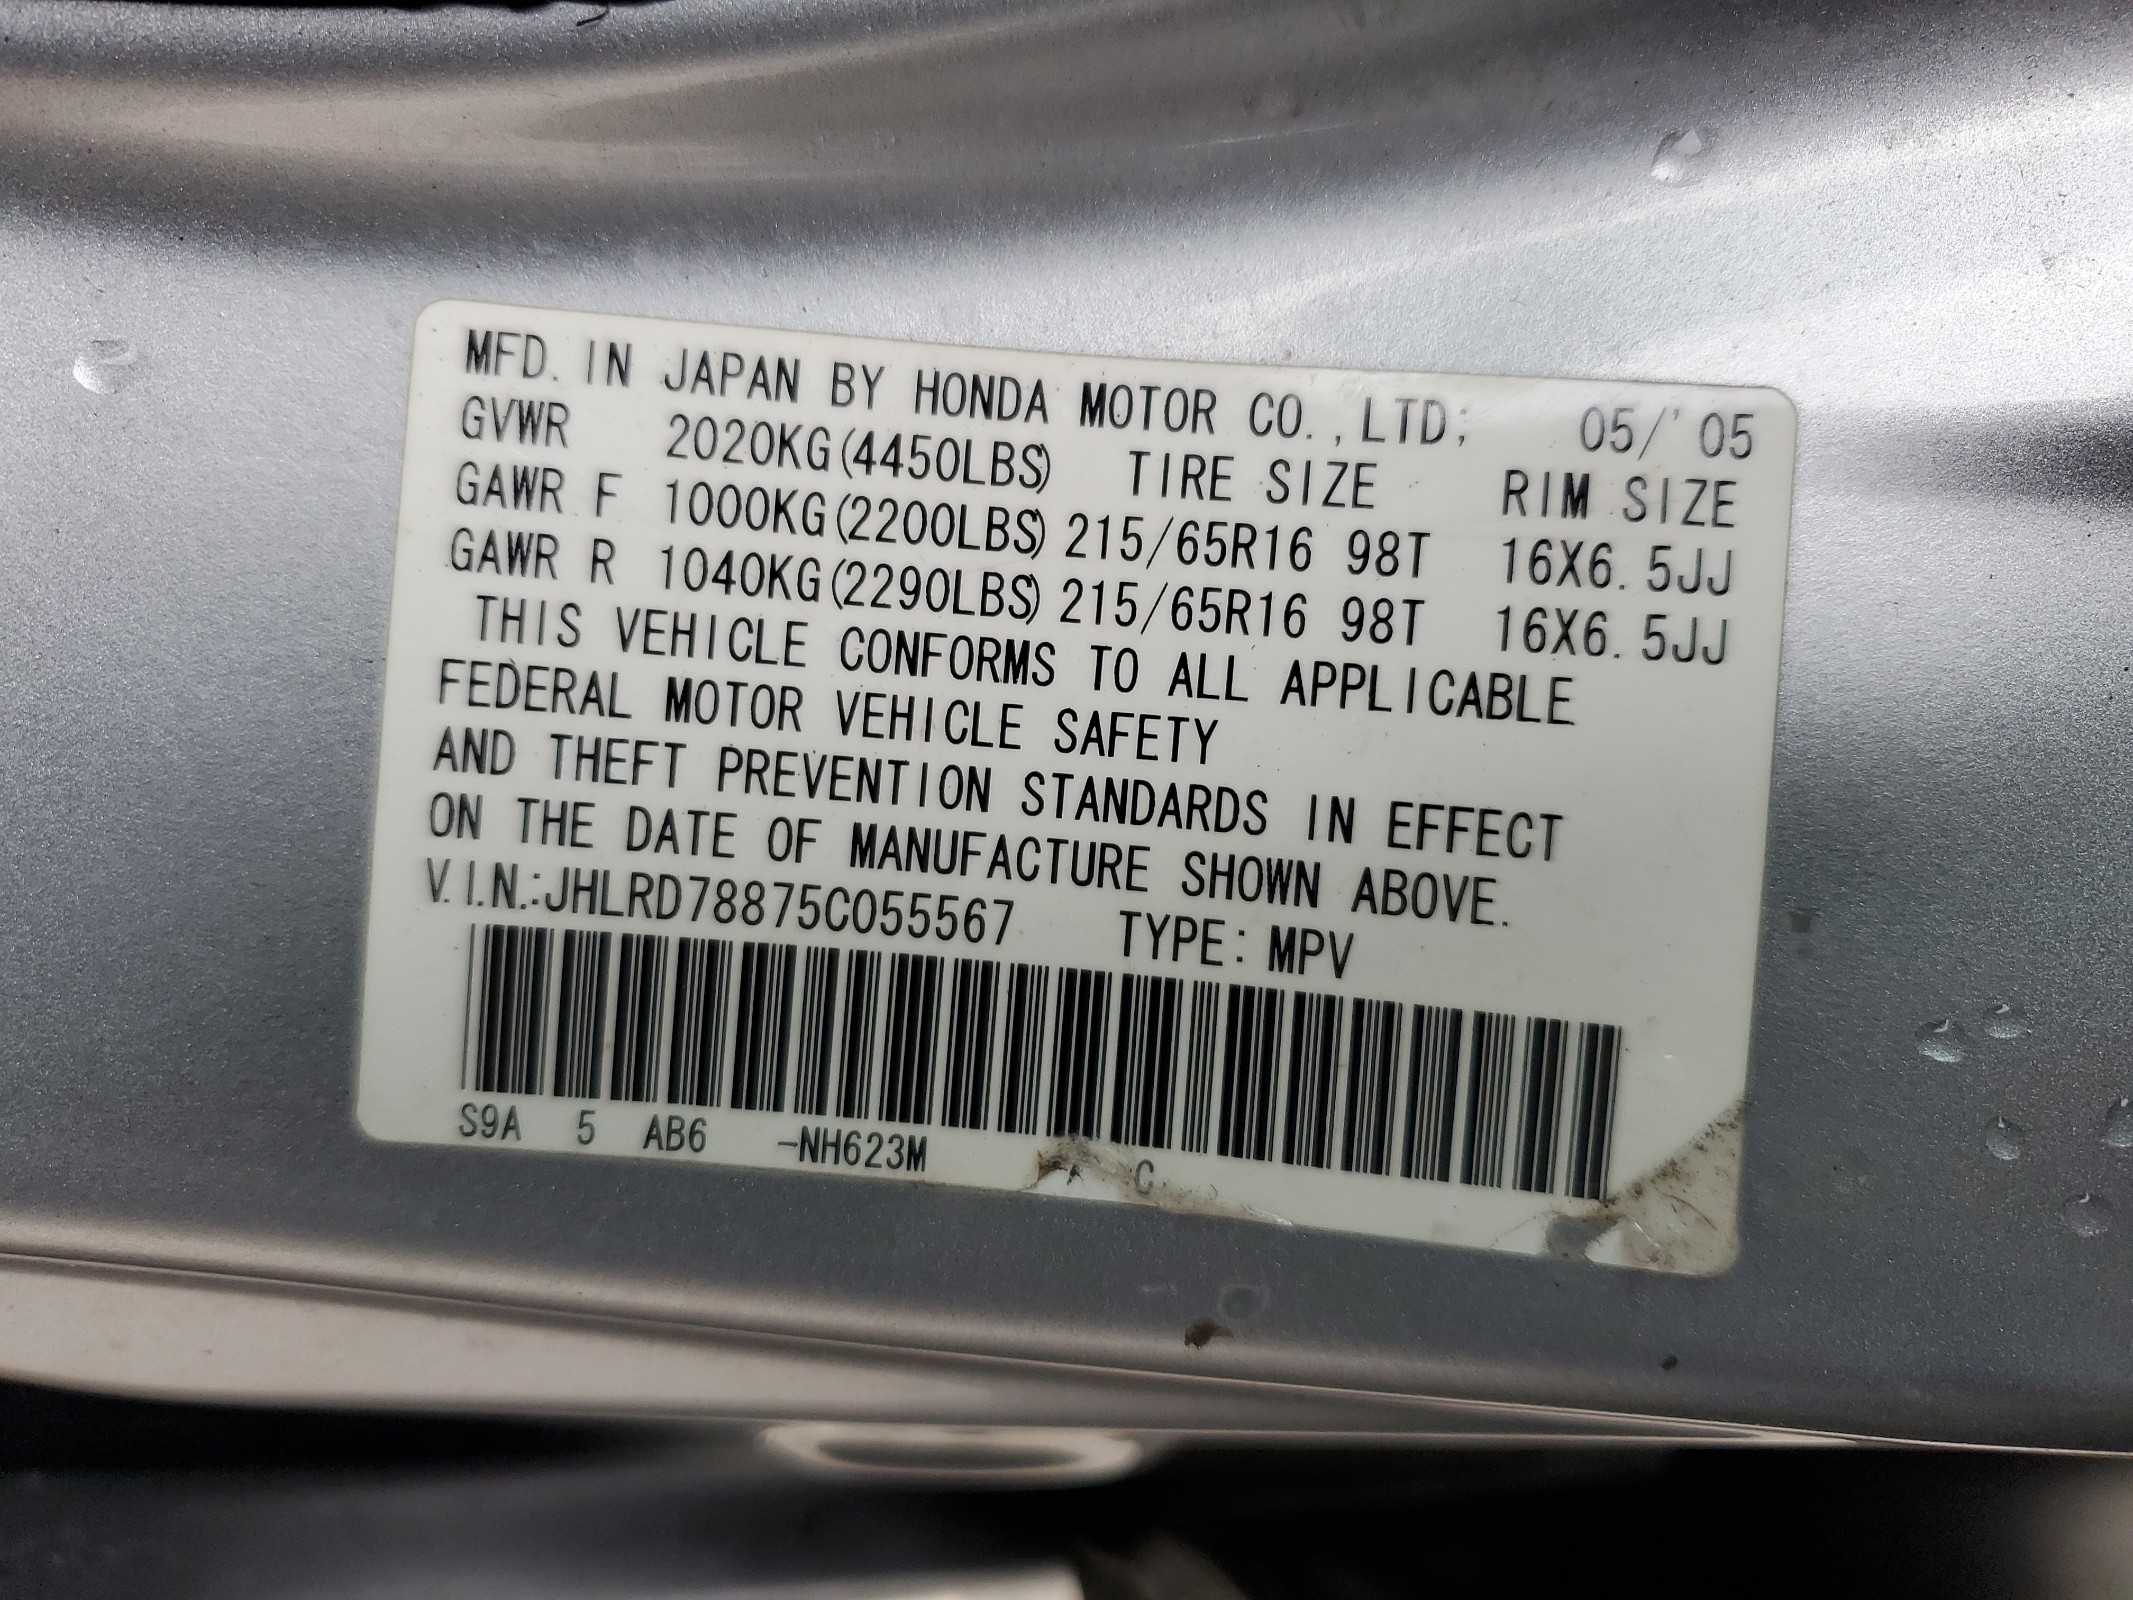 MFD. IN JAPAN BY HONDA MOTOR CO.,LTD; 05/'05
GVWR 2020KG(4450LBS) TIRE SIZE RIM SIZE
GAWR F 1000KG(2200LBS) 215/65R16 98T 16X6.5JJ
GAWR R 1040KG(2290LBS) 215/65R16 98T 16X6.5JJ
THIS VEHICLE CONFORMS TO ALL APPLICABLE
FEDERAL MOTOR VEHICLE SAFETY
AND THEFT PREVENTION STANDARDS IN EFFECT
ON THE DATE OF MANUFACTURE SHOWN ABOVE.
V.I.N.:JHLRD78875C055567 TYPE: MPV
S9A 5 AB6 -NH623M C